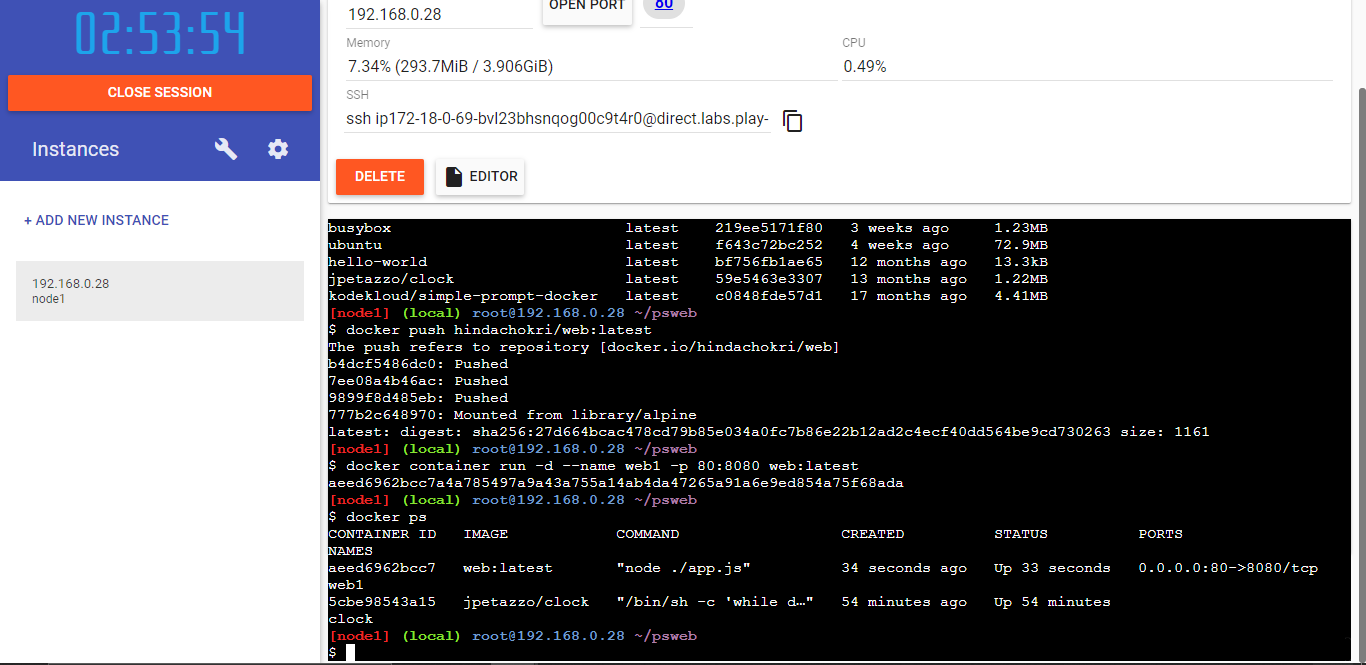 02:53:54
CLOSE SESSION
Instances
+ ADD NEW INSTANCE
192.168.0.28
node1
192.168.0.28
OPEN PORT
80
Memory
7.34% (293.7MiB / 3.906GiB)
CPU
0.49%
SSH
ssh ip172-18-0-69-bvl23bhsnqog00c9t4r0@direct.labs.play-
DELETE
EDITOR
busybox latest 219ee5171f80 3 weeks ago 1.23MB
ubuntu latest f643c72bc252 4 weeks ago 72.9MB
hello-world latest bf756fb1ae65 12 months ago 13.3kB
jpetazzo/clock latest 59e5463e3307 13 months ago 1.22MB
kodekloud/simple-prompt-docker latest c0848fde57d1 17 months ago 4.41MB
[node1] (local) root@192.168.0.28 ~/psweb
$ docker push hindachokri/web:latest
The push refers to repository [docker.io/hindachokri/web]
b4dcf5486dc0: Pushed
7ee08a4b46ac: Pushed
9899f8d485eb: Pushed
777b2c648970: Mounted from library/alpine
latest: digest: sha256:27d664bcac478cd79b85e034a0fc7b86e22b12ad2c4ecf40dd564be9cd730263 size: 1161
[node1] (local) root@192.168.0.28 ~/psweb
$ docker container run -d --name web1 -p 80:8080 web:latest
aeed6962bcc7a4a785497a9a43a755a14ab4da47265a91a6e9ed854a75f68ada
[node1] (local) root@192.168.0.28 ~/psweb
$ docker ps
CONTAINER ID IMAGE COMMAND CREATED STATUS PORTS
NAMES
aeed6962bcc7 web:latest "node ./app.js" 34 seconds ago Up 33 seconds 0.0.0.0:80->8080/tcp
web1
5cbe98543a15 jpetazzo/clock "/bin/sh -c 'while d…" 54 minutes ago Up 54 minutes
clock
[node1] (local) root@192.168.0.28 ~/psweb
$